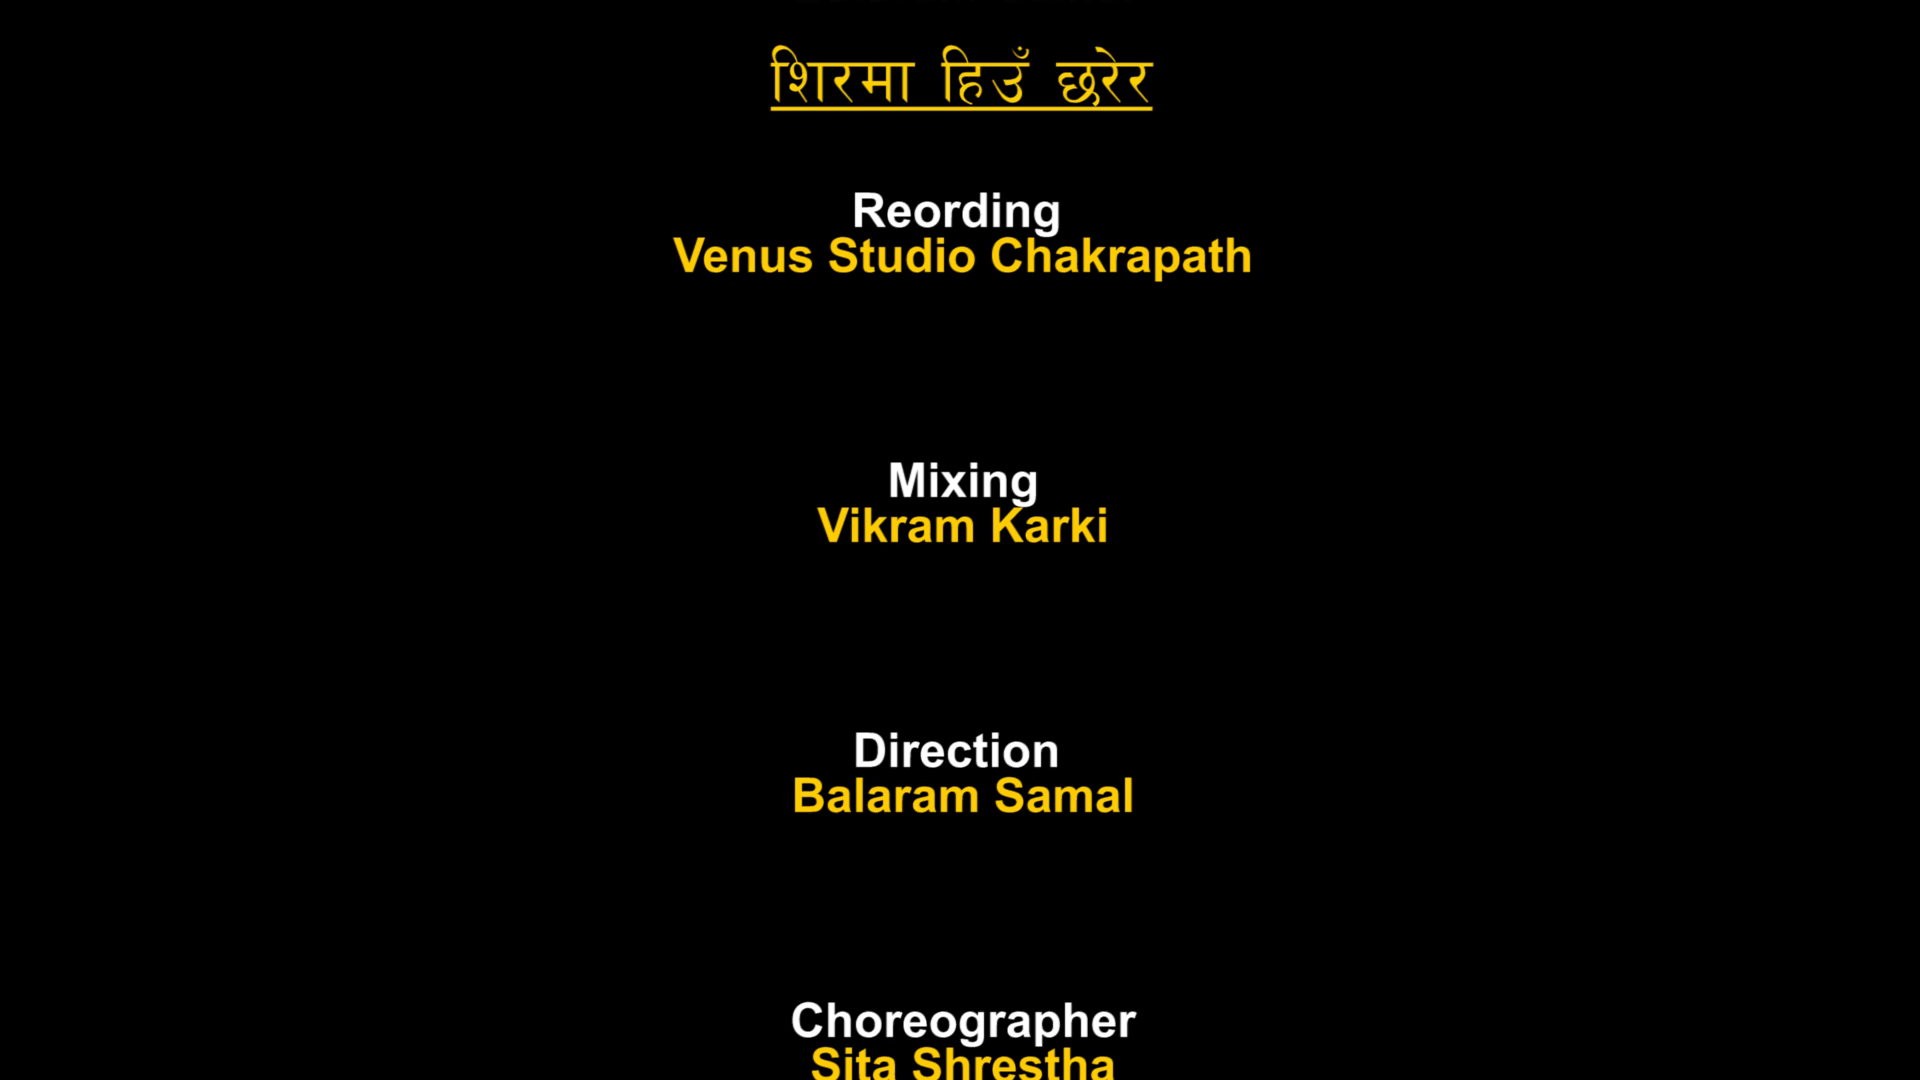 शिरमा हिउँ छरेर
Reording
Venus Studio Chakrapath
Mixing
Vikram Karki
Direction
Balaram Samal
Choreographer
Sita Shrestha